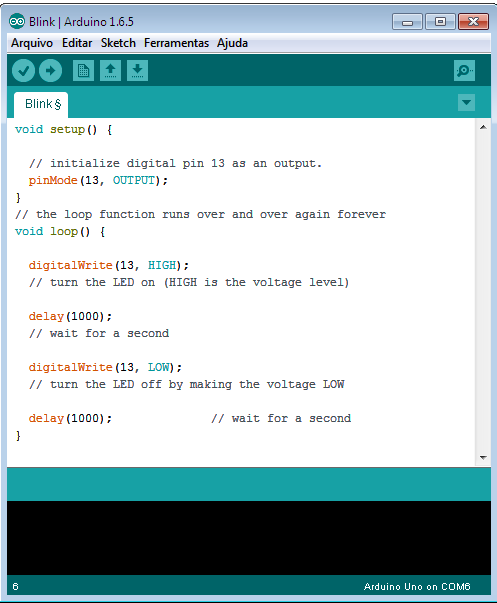 Blink | Arduino 1.6.5
Arquivo Editar Sketch Ferramentas Ajuda
Blink §
void setup() {
  // initialize digital pin 13 as an output.
  pinMode(13, OUTPUT);
}
// the loop function runs over and over again forever
void loop() {
  digitalWrite(13, HIGH);
  // turn the LED on (HIGH is the voltage level)
  delay(1000);
  // wait for a second
  digitalWrite(13, LOW);
  // turn the LED off by making the voltage LOW
  delay(1000);              // wait for a second
}
6 Arduino Uno on COM6